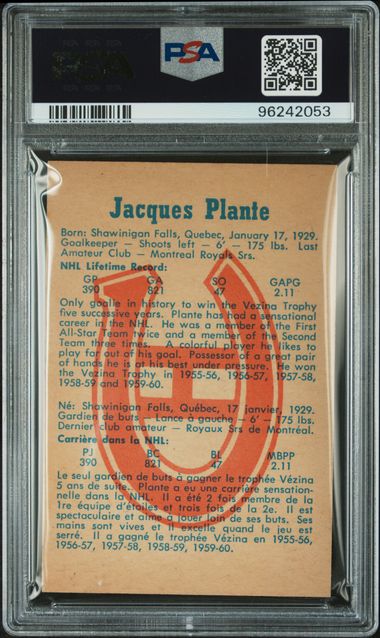 PSA
PSA
96242053
Jacques Plante
Born: Shawinigan Falls, Quebec, January 17, 1929.
Goalkeeper – Shoots left – 6' – 175 lbs. Last
Amateur Club – Montreal Royals Srs.
NHL Lifetime Record:
GP GA SO GAPG
390 821 47 2.11
Only goalie in history to win the Vezina Trophy
five successive years. Plante has had a sensational
career in the NHL. He was a member of the First
All-Star Team twice and a member of the Second
Team three times. A colorful player he likes to
play far out of his goal. Possessor of a great pair
of hands he is at his best under pressure. He won
the Vezina Trophy in 1955-56, 1956-57, 1957-58,
1958-59 and 1959-60.
Né: Shawinigan Falls, Québec, 17 janvier, 1929.
Gardien de buts – Lance à gauche – 6' – 175 lbs.
Dernier club amateur – Royaux Srs de Montréal.
Carrière dans la NHL:
PJ BC BL MBPP
390 821 47 2.11
Le seul gardien de buts à gagner le trophée Vézina
5 ans de suite. Plante a eu une carrière sensation-
nelle dans la NHL. Il a été 2 fois membre de la
1re équipe d'étoiles et trois fois de la 2e. Il est
spectaculaire et aime à jouer loin de ses buts. Ses
mains sont vives et il excelle quand le jeu est
serré. Il a gagné le trophée Vézina en 1955-56,
1956-57, 1957-58, 1958-59, 1959-60.